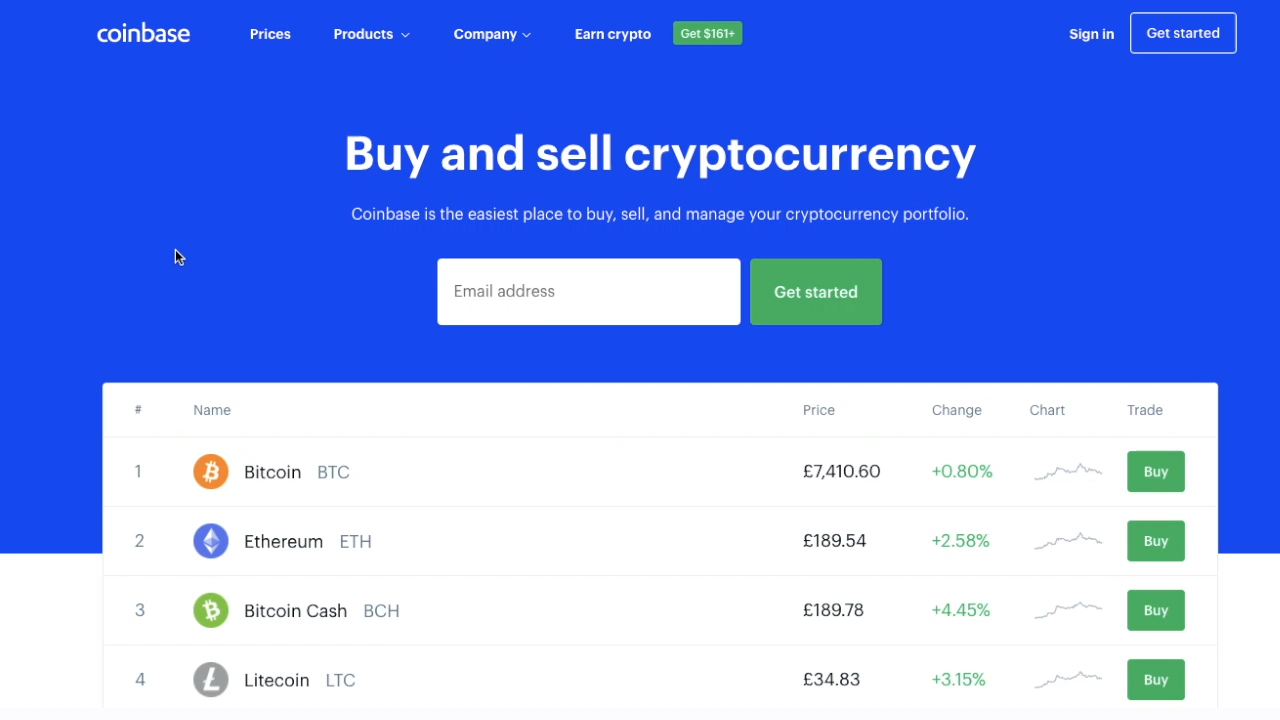 coinbase Prices Products Company Earn crypto Get $161+ Sign in Get started
Buy and sell cryptocurrency
Coinbase is the easiest place to buy, sell, and manage your cryptocurrency portfolio.
Email address Get started
# Name Price Change Chart Trade
1 Bitcoin BTC £7,410.60 +0.80% Buy
2 Ethereum ETH £189.54 +2.58% Buy
3 Bitcoin Cash BCH £189.78 +4.45% Buy
4 Litecoin LTC £34.83 +3.15% Buy